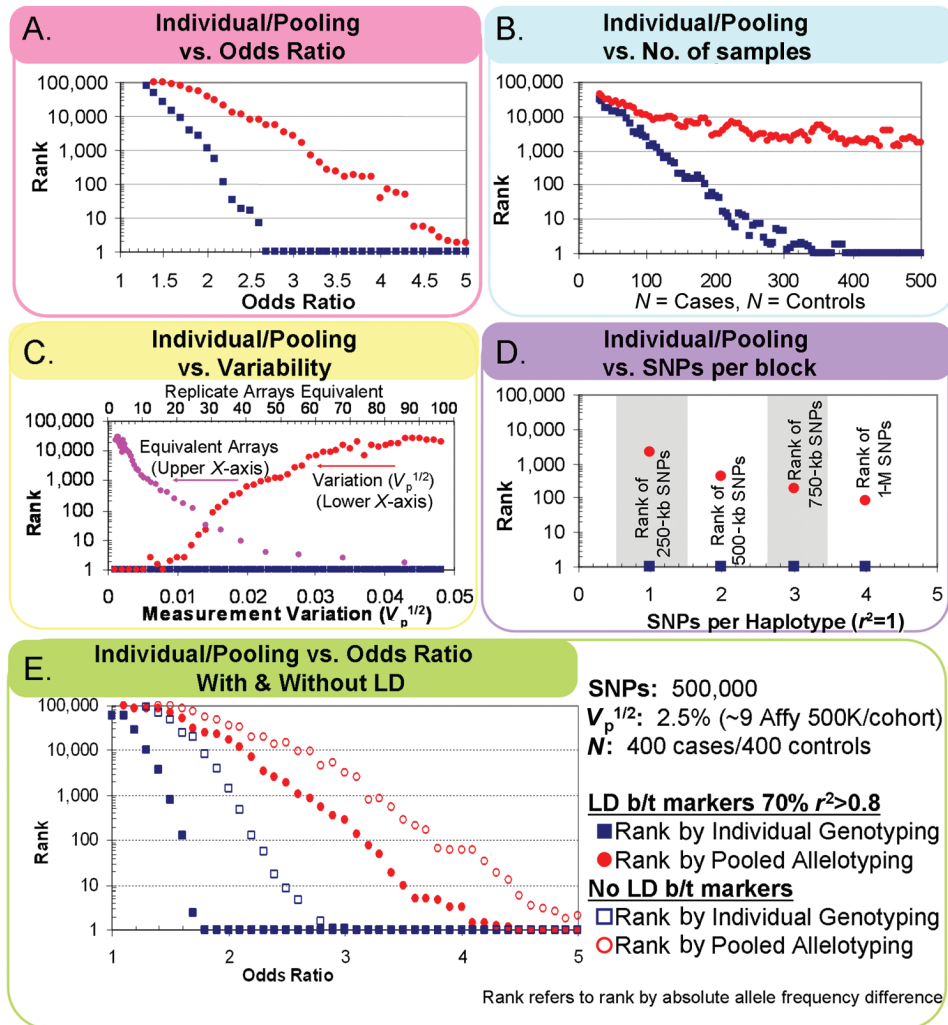 A.
Individual/Pooling
vs. Odds Ratio
Rank
100,000
10,000
1,000
100
10
1
1 1.5 2 2.5 3 3.5 4 4.5 5
Odds Ratio
B.
Individual/Pooling
vs. No. of samples
Rank
100,000
10,000
1,000
100
10
1
0 100 200 300 400 500
N = Cases, N = Controls
C.
Individual/Pooling
vs. Variability
Replicate Arrays Equivalent
0 10 20 30 40 50 60 70 80 90 100
Rank
100,000
10,000
1,000
100
10
1
Equivalent Arrays
(Upper X-axis)
Variation (Vp1/2)
(Lower X-axis)
0 0.01 0.02 0.03 0.04 0.05
Measurement Variation (Vp1/2)
D.
Individual/Pooling
vs. SNPs per block
Rank
100,000
10,000
1,000
100
10
1
Rank of
250-kb SNPs
Rank of
500-kb SNPs
Rank of
750-kb SNPs
Rank of
1-M SNPs
0 1 2 3 4 5
SNPs per Haplotype (r2=1)
E.
Individual/Pooling vs. Odds Ratio
With & Without LD
Rank
100,000
10,000
1,000
100
10
1
1 2 3 4 5
Odds Ratio
SNPs: 500,000
Vp1/2: 2.5% (~9 Affy 500K/cohort)
N: 400 cases/400 controls
LD b/t markers 70% r2>0.8
Rank by Individual Genotyping
Rank by Pooled Allelotyping
No LD b/t markers
Rank by Individual Genotyping
Rank by Pooled Allelotyping
Rank refers to rank by absolute allele frequency difference